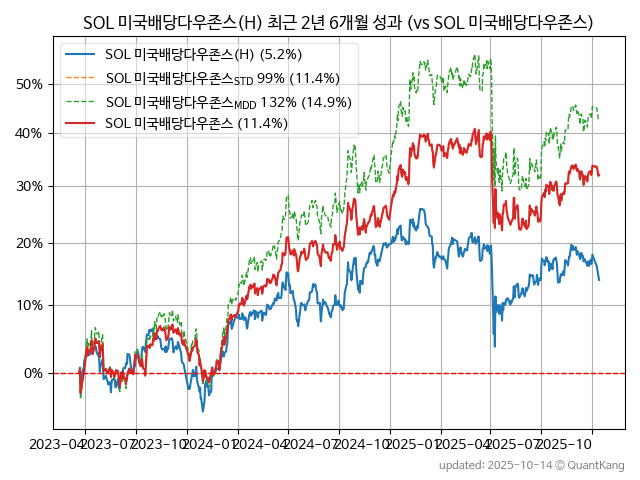 SOL 미국배당다우존스(H) 최근 2년 6개월 성과 (vs SOL 미국배당다우존스)
SOL 미국배당다우존스(H) (5.2%)
SOL 미국배당다우존스STD 99% (11.4%)
SOL 미국배당다우존스MDD 132% (14.9%)
SOL 미국배당다우존스 (11.4%)
50%
40%
30%
20%
10%
0%
2023-04 2023-07 2023-10 2024-01 2024-04 2024-07 2024-10 2025-01 2025-04 2025-07 2025-10
updated: 2025-10-14 © QuantKang